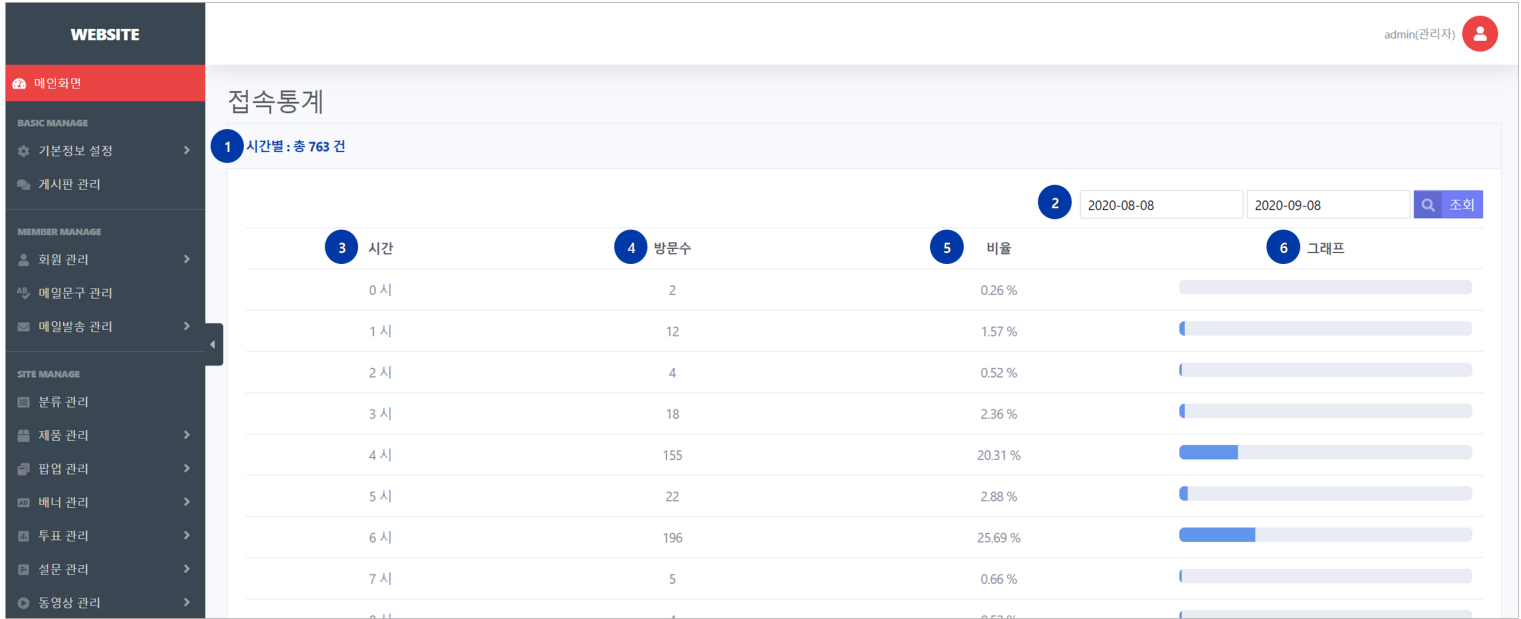 WEBSITE
admin(관리자)
메인화면
BASIC MANAGE
기본정보 설정
게시판 관리
MEMBER MANAGE
회원 관리
메일문구 관리
메일발송 관리
SITE MANAGE
분류 관리
제품 관리
팝업 관리
AD 배너 관리
투표 관리
설문 관리
동영상 관리
접속통계
1 시간별 : 총 763 건
2 2020-08-08 2020-09-08 조회
3 시간 4 방문수 5 비율 6 그래프
0 시 2 0.26 %
1 시 12 1.57 %
2 시 4 0.52 %
3 시 18 2.36 %
4 시 155 20.31 %
5 시 22 2.88 %
6 시 196 25.69 %
7 시 5 0.66 %